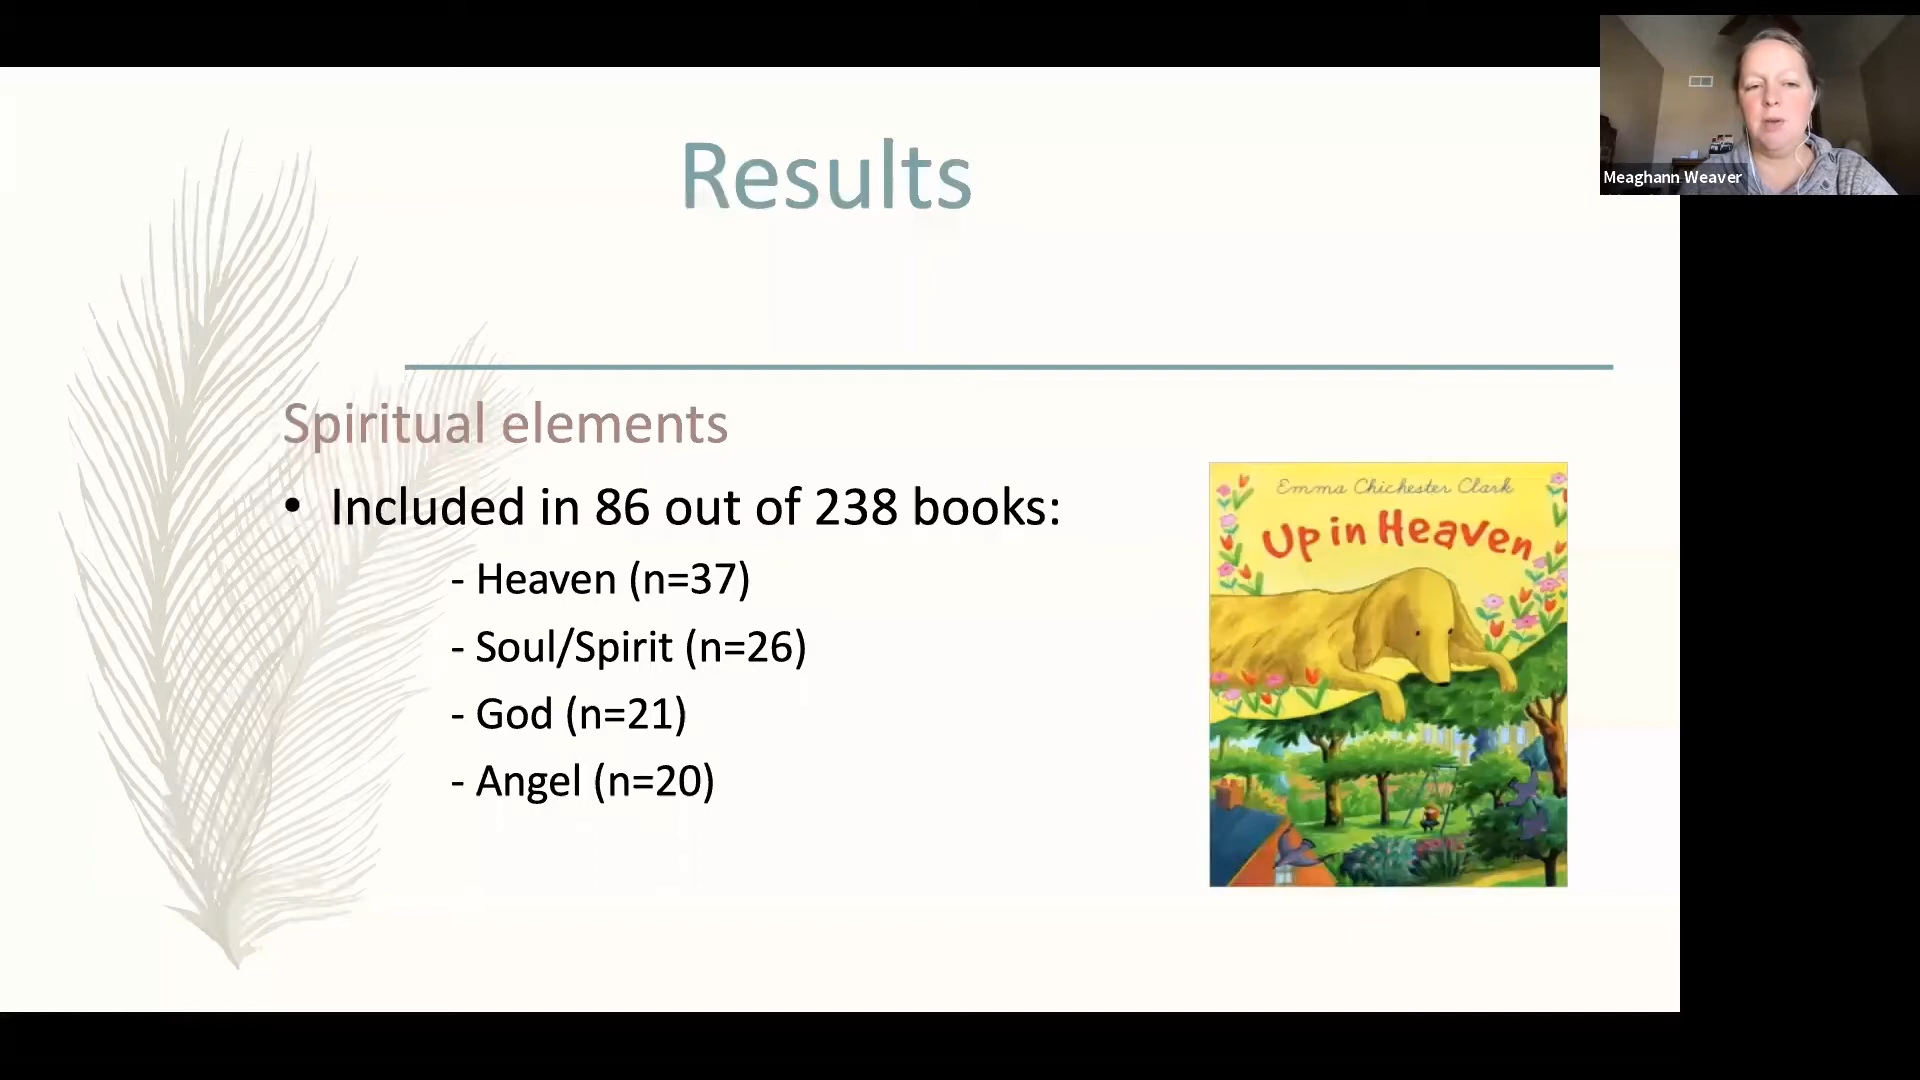 Results
Meaghann Weaver
Spiritual elements
• Included in 86 out of 238 books:
- Heaven (n=37)
- Soul/Spirit (n=26)
- God (n=21)
- Angel (n=20)
Emma Chichester Clark
Up in Heaven